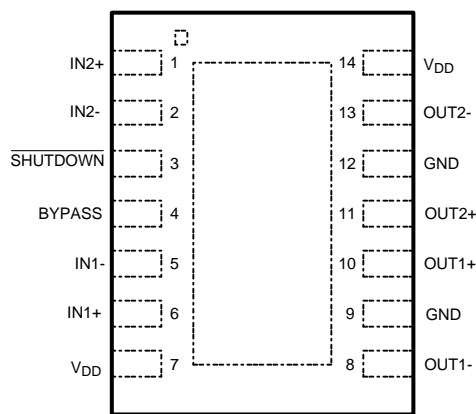 IN2+ 1 14 VDD
IN2- 2 13 OUT2-
SHUTDOWN 3 12 GND
BYPASS 4 11 OUT2+
IN1- 5 10 OUT1+
IN1+ 6 9 GND
VDD 7 8 OUT1-